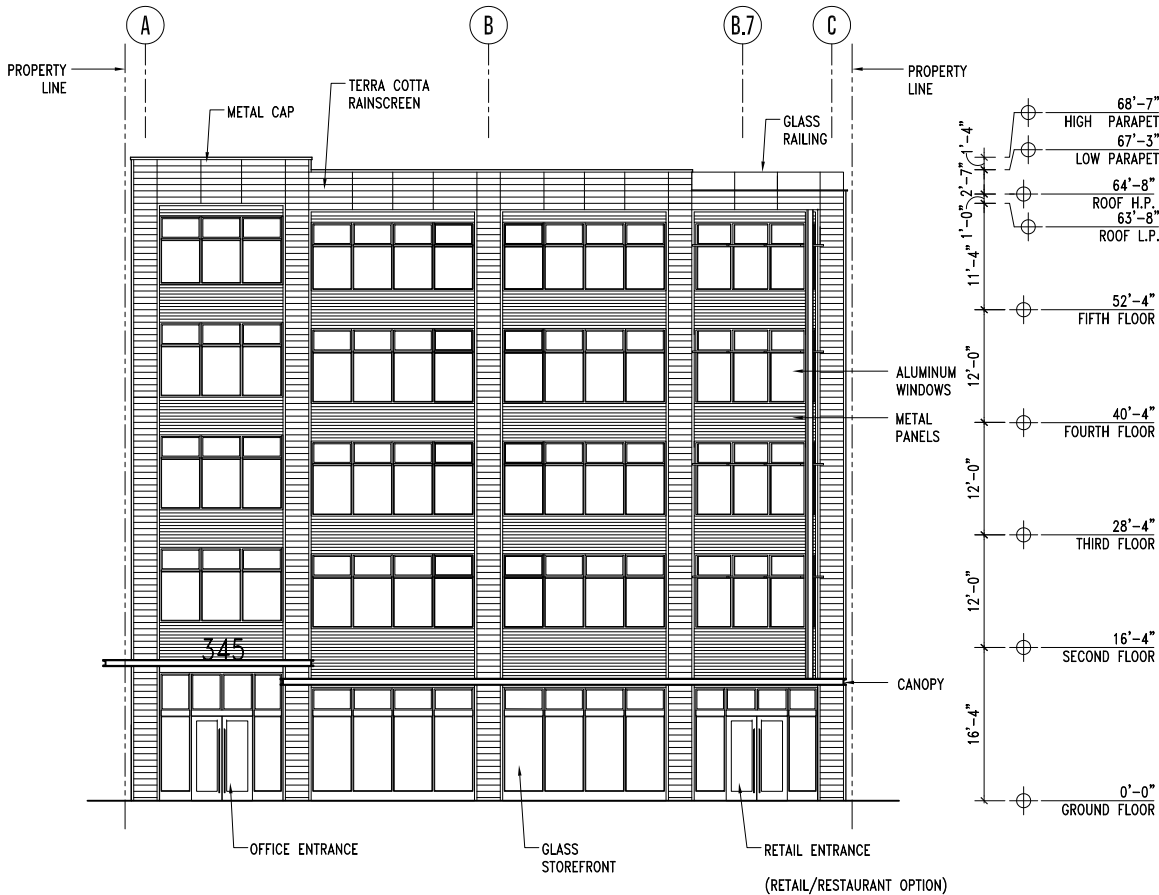 A
B
B.7
C
PROPERTY
LINE
METAL CAP
TERRA COTTA
RAINSCREEN
GLASS
RAILING
PROPERTY
LINE
68'-7"
HIGH PARAPET
67'-3"
LOW PARAPET
64'-8"
ROOF H.P.
63'-8"
ROOF L.P.
1'-4"
2'-7"
1'-0"
11'-4"
52'-4"
FIFTH FLOOR
ALUMINUM
WINDOWS
12'-0"
METAL
PANELS
40'-4"
FOURTH FLOOR
12'-0"
28'-4"
THIRD FLOOR
12'-0"
345
16'-4"
SECOND FLOOR
CANOPY
16'-4"
0'-0"
GROUND FLOOR
OFFICE ENTRANCE
GLASS
STOREFRONT
RETAIL ENTRANCE
(RETAIL/RESTAURANT OPTION)